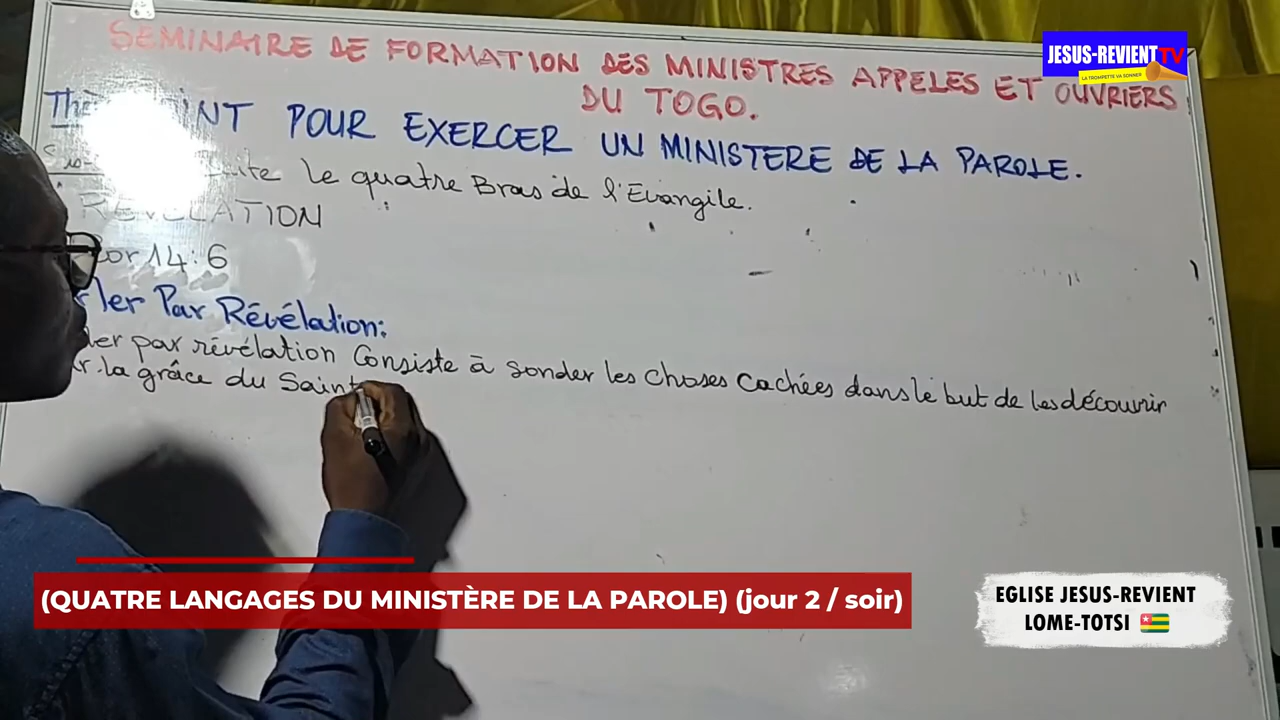 SEMINAIRE DE FORMATION DES MINISTRES APPELES ET OUVRIERS
DU TOGO.
JESUS-REVIENT TV
LA TROMPETTE VA SONNER
POUR EXERCER UN MINISTERE DE LA PAROLE.
le quatre Bras de l'Evangile.
REVELATION
14:6
Par Révélation:
par révélation Consiste à sonder les choses cachées dans le but de les découvrir
la grâce du Saint
(QUATRE LANGAGES DU MINISTÈRE DE LA PAROLE) (jour 2 / soir)
EGLISE JESUS-REVIENT
LOME-TOTSI